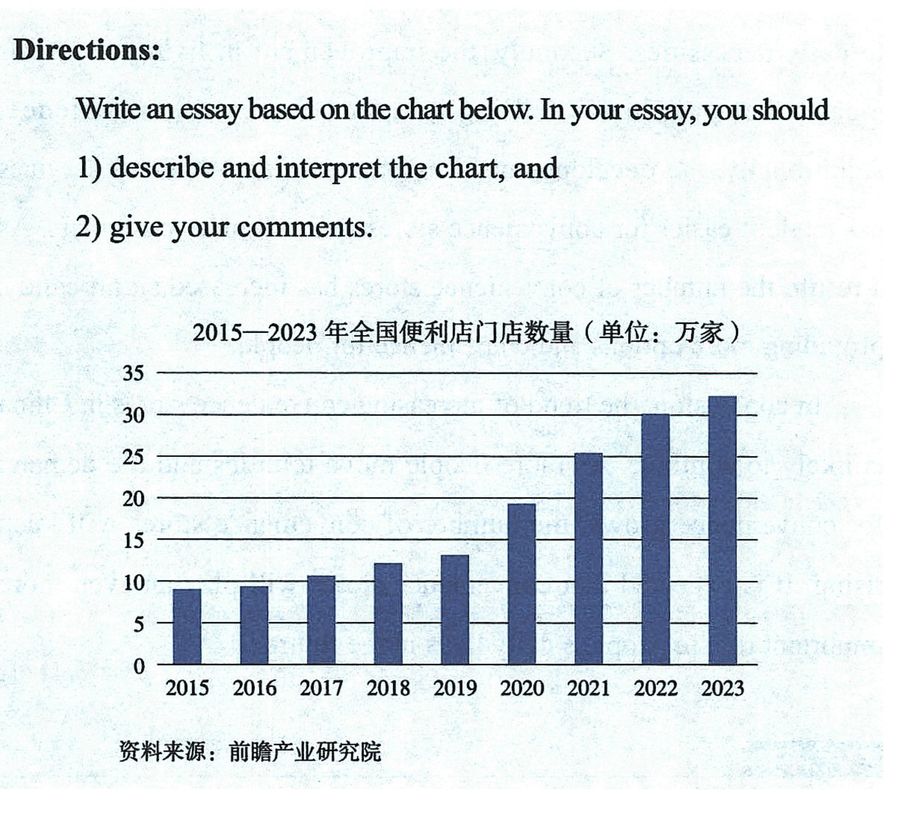 Directions:
Write an essay based on the chart below. In your essay, you should
1) describe and interpret the chart, and
2) give your comments.
2015—2023 年全国便利店门店数量（单位：万家）
35
30
25
20
15
10
5
0
2015 2016 2017 2018 2019 2020 2021 2022 2023
资料来源：前瞻产业研究院